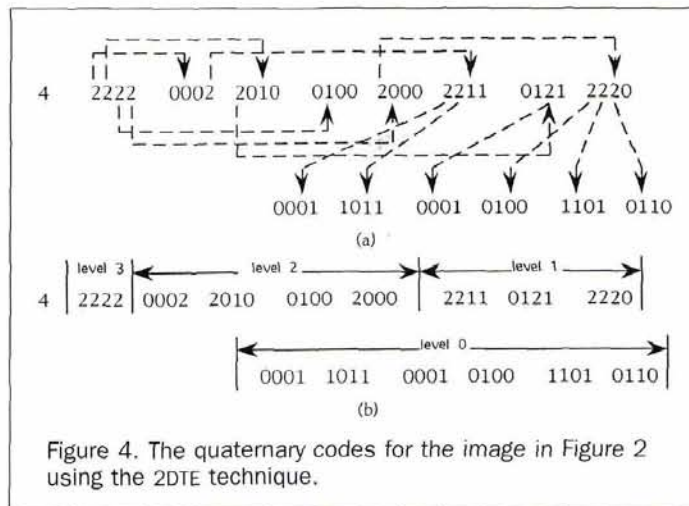 4 2222 0002 2010 0100 2000 2211 0121 2220
0001 1011 0001 0100 1101 0110
(a)
level 3 level 2 level 1
4 2222 0002 2010 0100 2000 2211 0121 2220
level 0
0001 1011 0001 0100 1101 0110
(b)
Figure 4. The quaternary codes for the image in Figure 2
using the 2DTE technique.